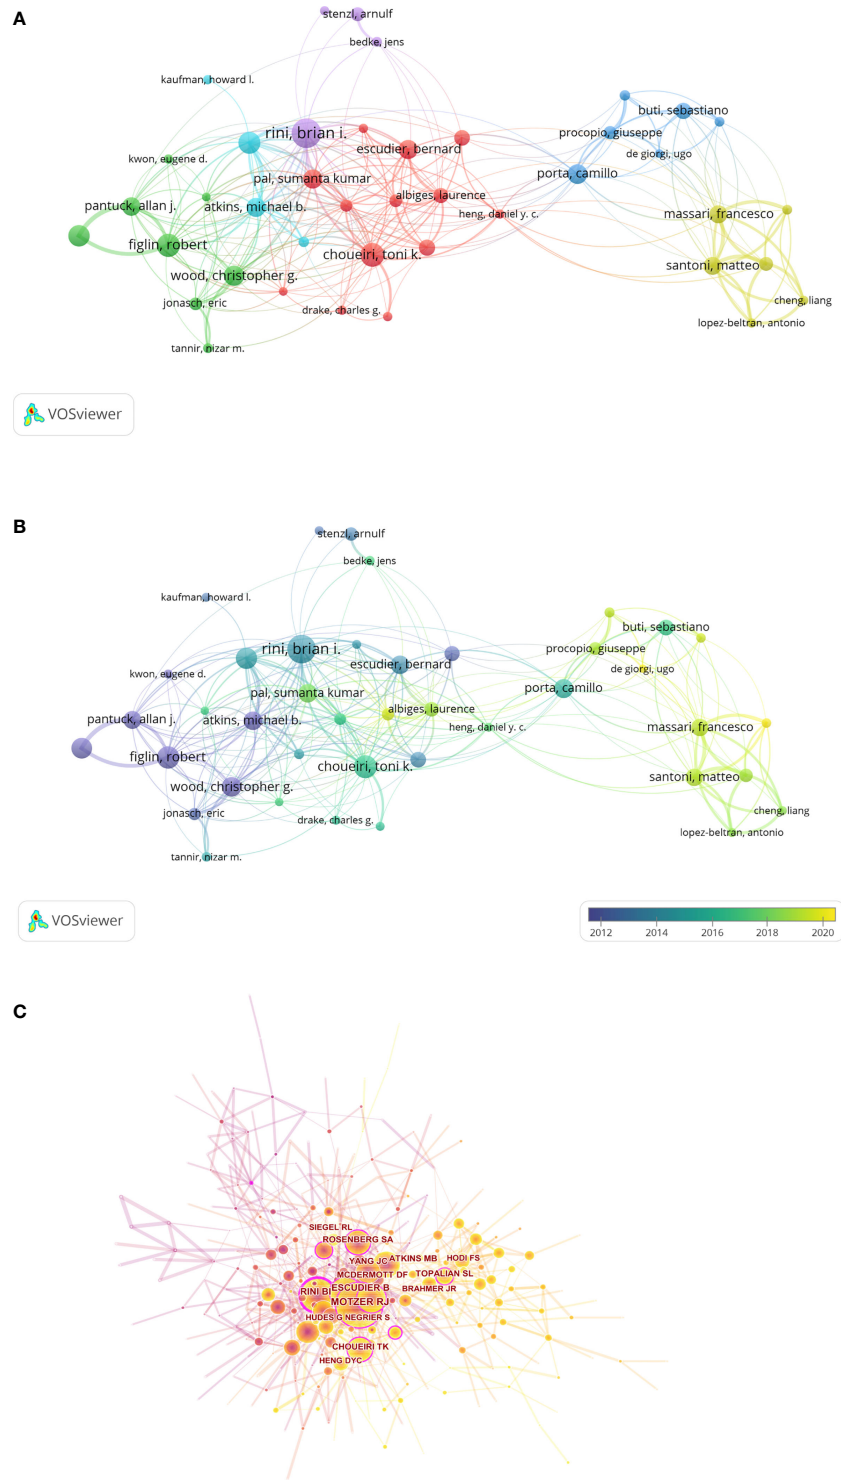 A
stenzl, arnulf
bedke, jens
kaufman, howard l.
rini, brian i.
buti, sebastiano
procopio, giuseppe
escudier, bernard
kwon, eugene d.
de giorgi, ugo
porta, camillo
pal, sumanta kumar
albiges, laurence
pantuck, allan j.
atkins, michael b.
heng, daniel y. c.
massari, francesco
figlin, robert
choueiri, toni k.
santoni, matteo
wood, christopher g.
jonasch, eric
drake, charles g.
cheng, liang
lopez-beltran, antonio
tannir, nizar m.
VOSviewer
B
stenzl, arnulf
bedke, jens
kaufman, howard l.
buti, sebastiano
rini, brian i.
procopio, giuseppe
escudier, bernard
de giorgi, ugo
kwon, eugene d.
porta, camillo
pal, sumanta kumar
albiges, laurence
pantuck, allan j.
atkins, michael b.
heng, daniel y. c.
massari, francesco
figlin, robert
choueiri, toni k.
santoni, matteo
wood, christopher g.
jonasch, eric
drake, charles g.
cheng, liang
lopez-beltran, antonio
tannir, nizar m.
VOSviewer
2012 2014 2016 2018 2020
C
SIEGEL RL
ROSENBERG SA
YANG JC
ATKINS MB
HODI FS
MCDERMOTT DF
TOPALIAN SL
RINI BI
ESCUDIER B
BRAHMER JR
MOTZER RJ
HUDES G
NEGRIER S
CHOUEIRI TK
HENG DYC